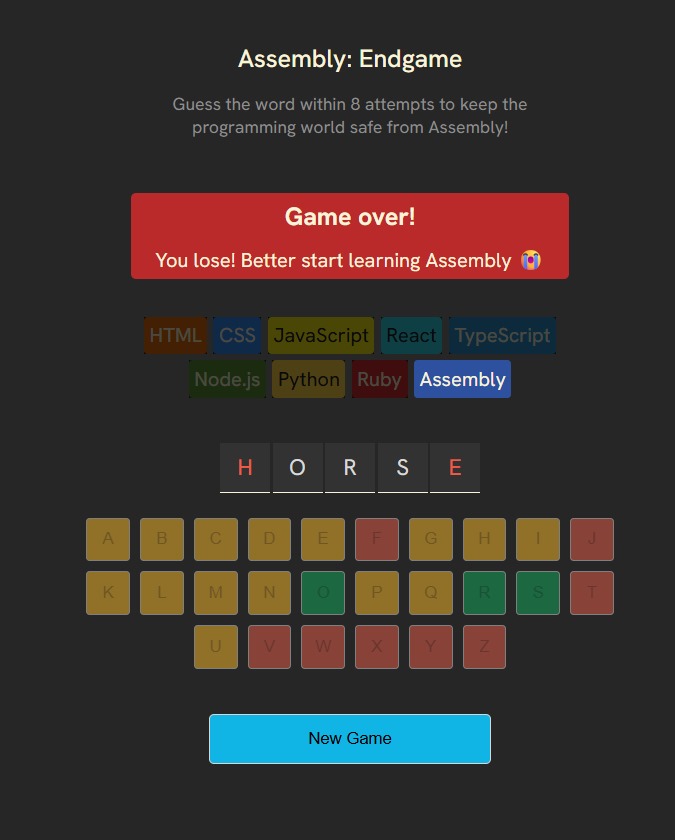 Assembly: Endgame
Guess the word within 8 attempts to keep the
programming world safe from Assembly!
Game over!
You lose! Better start learning Assembly 😭
HTML CSS JavaScript React TypeScript
Node.js Python Ruby Assembly
H O R S E
A B C D E F G H I J
K L M N O P Q R S T
U V W X Y Z
New Game